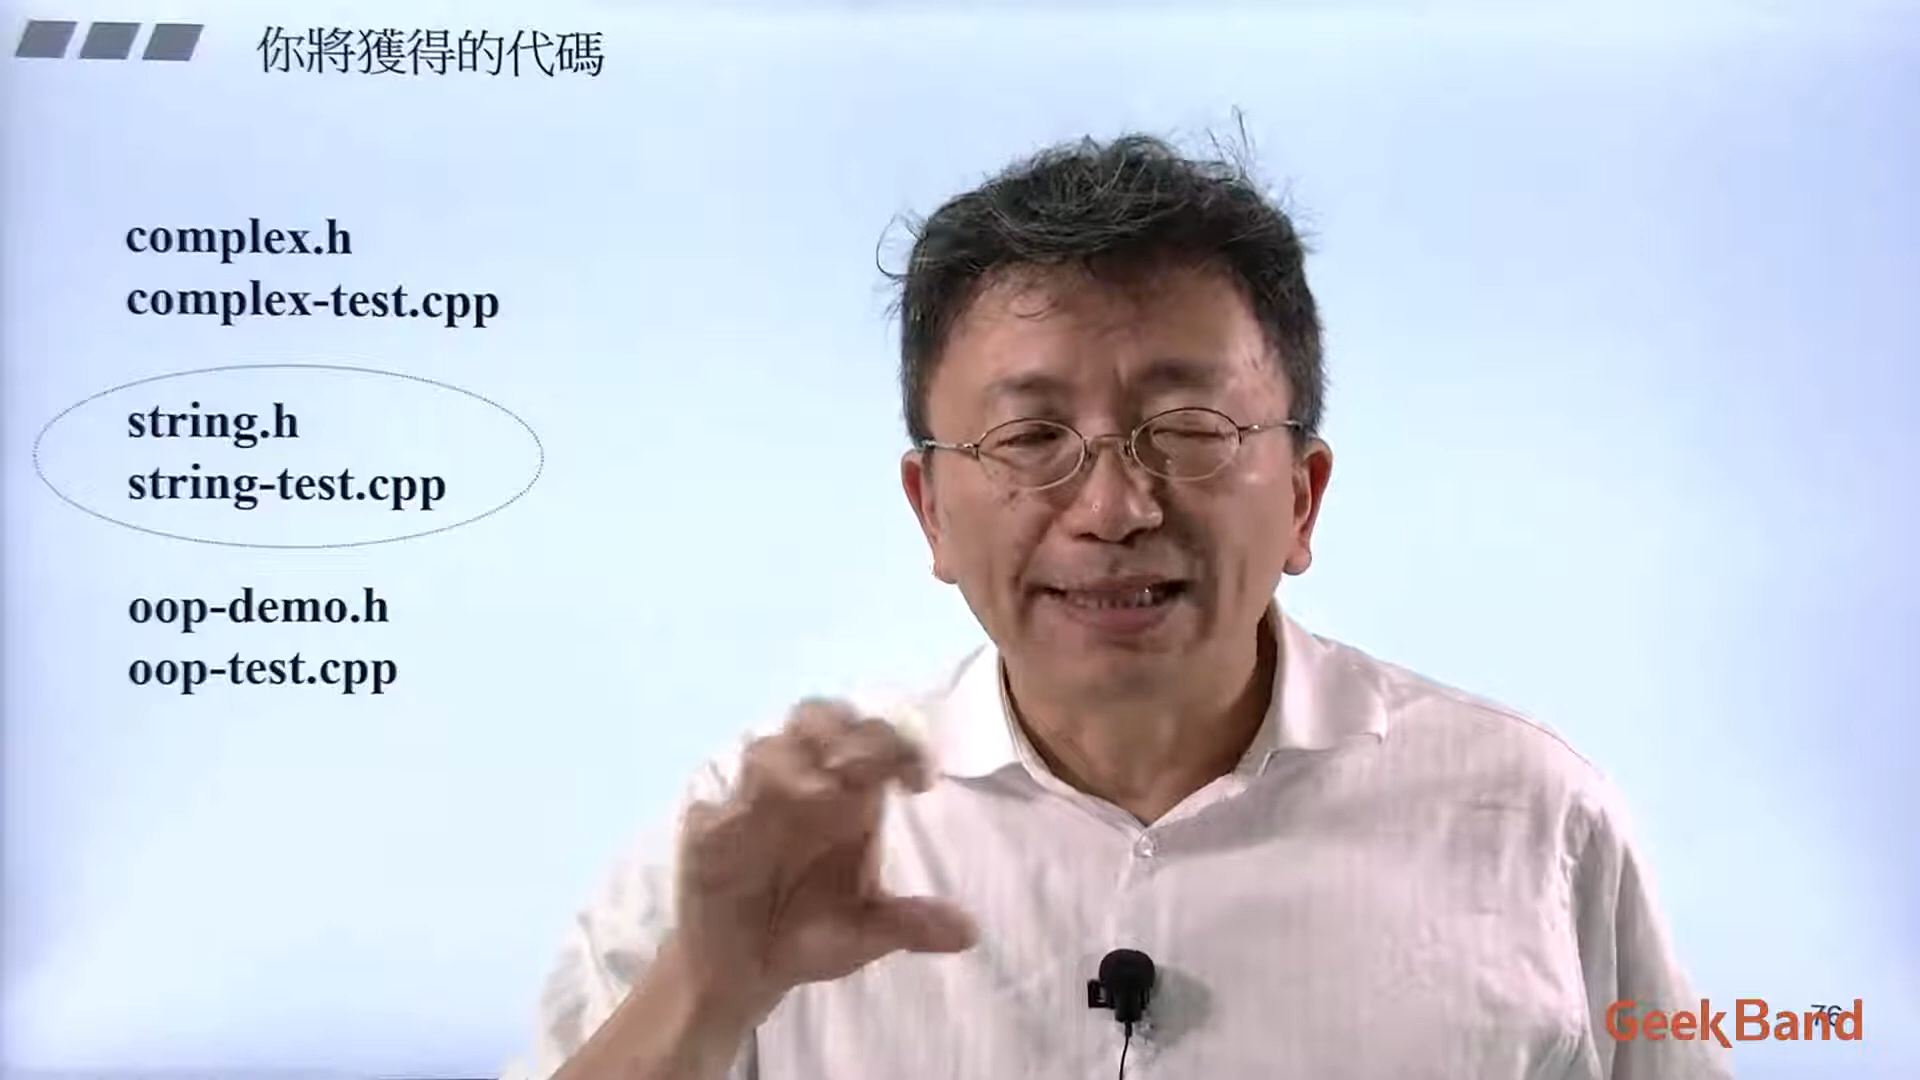 你將獲得的代碼
complex.h
complex-test.cpp
string.h
string-test.cpp
oop-demo.h
oop-test.cpp
GeekBand
76